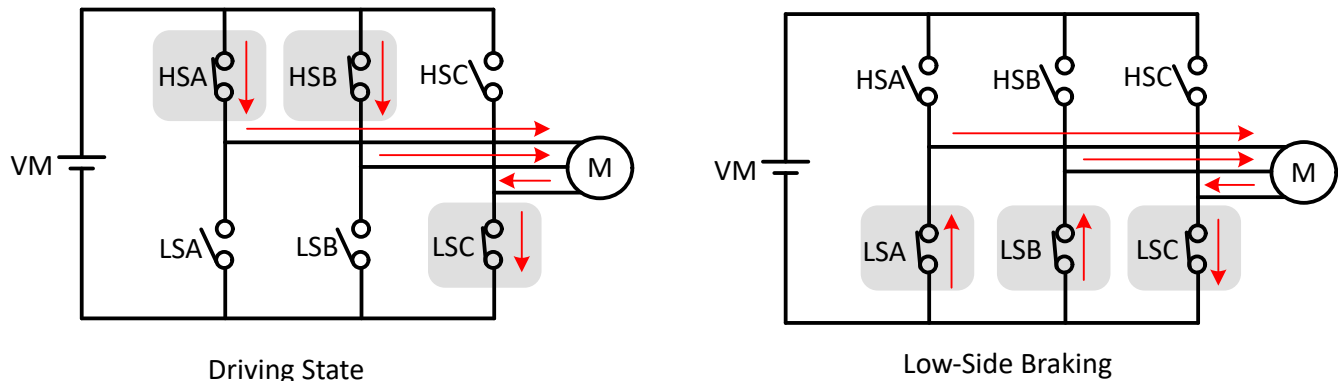 HSA
HSB
HSC
VM
M
LSA
LSB
LSC
Driving State
HSA
HSB
HSC
VM
M
LSA
LSB
LSC
Low-Side Braking